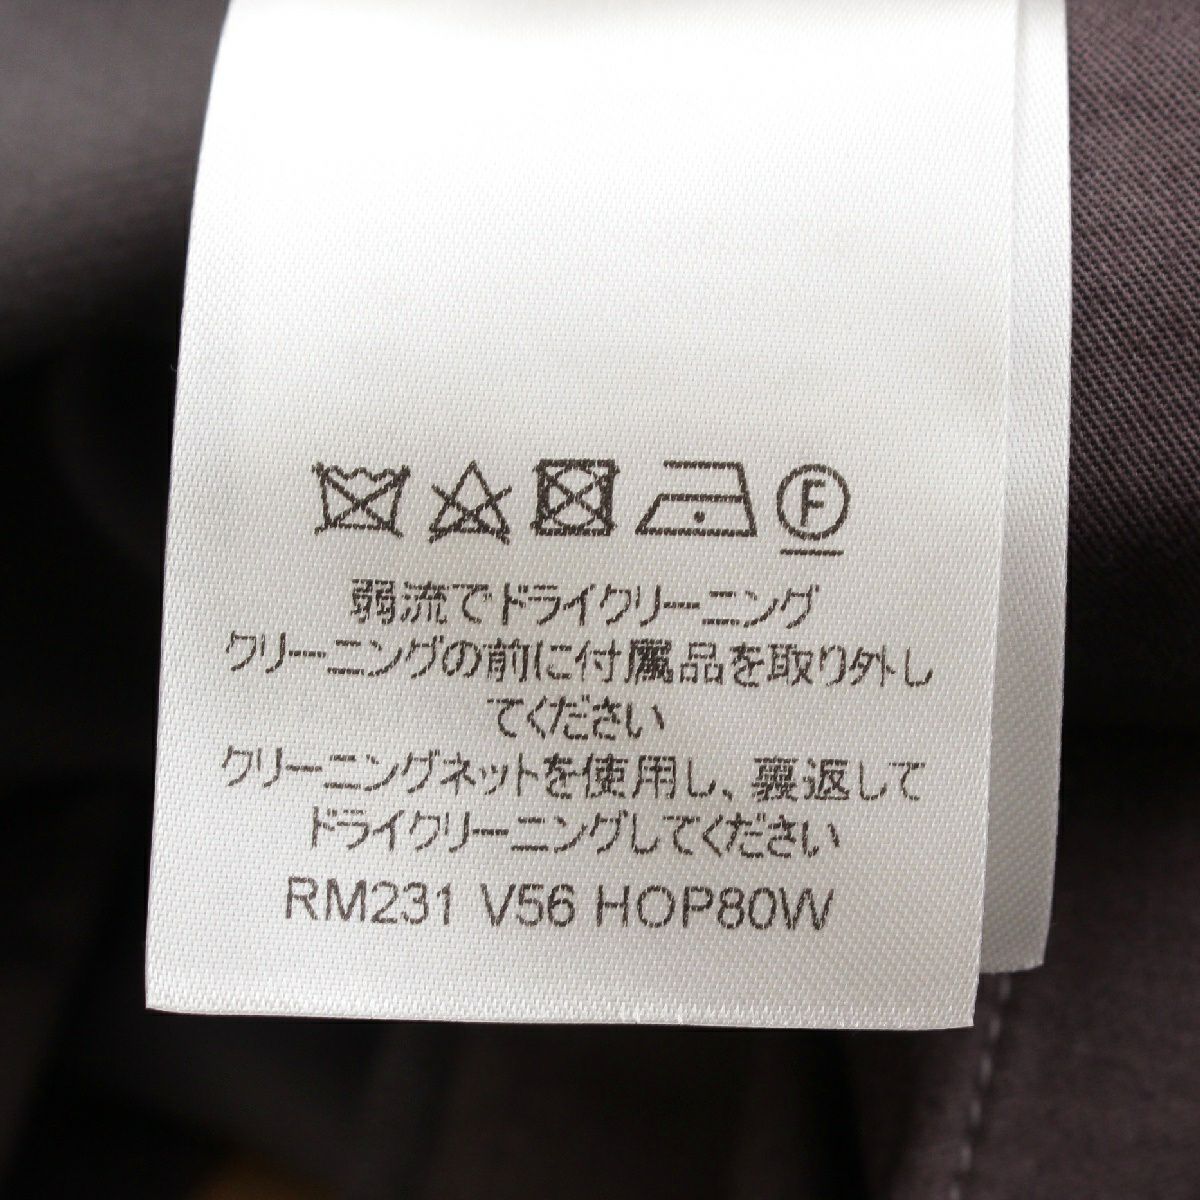 F
弱流でドライクリーニング
クリーニングの前に付属品を取り外し
てください
クリーニングネットを使用し、裏返して
ドライクリーニングしてください
RM231 V56 HOP80W